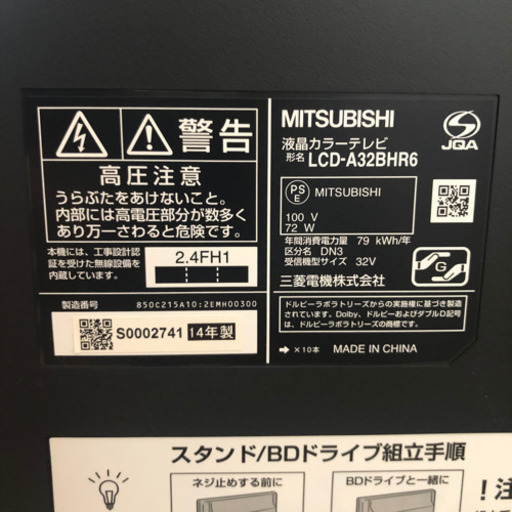 警告
高圧注意
うらぶたをあけないこと。
内部には高電圧部分が数多く
あり万一さわると危険です。
本機には、工事設計認
証を受けた無線設備を
内蔵しています。
2.4FH1
製造番号
850C215A10:2EMH00300
S0002741
14年製
MITSUBISHI
液晶カラーテレビ
形名 LCD-A32BHR6
JQA
PS
E
MITSUBISHI
100 V
72 W
年間消費電力量 79 kWh/年
区分名 DN3
受信機型サイズ 32V
三菱電機株式会社
G
ドルビーラボラトリーズからの実施権に基づき製造
されています。Dolby、ドルビーおよびダブルD記号
は、ドルビーラボラトリーズの商標です。
→ ×10本
MADE IN CHINA
スタンド/BDドライブ組立手順
ネジ止めする前に
BDドライブと一緒に
！注